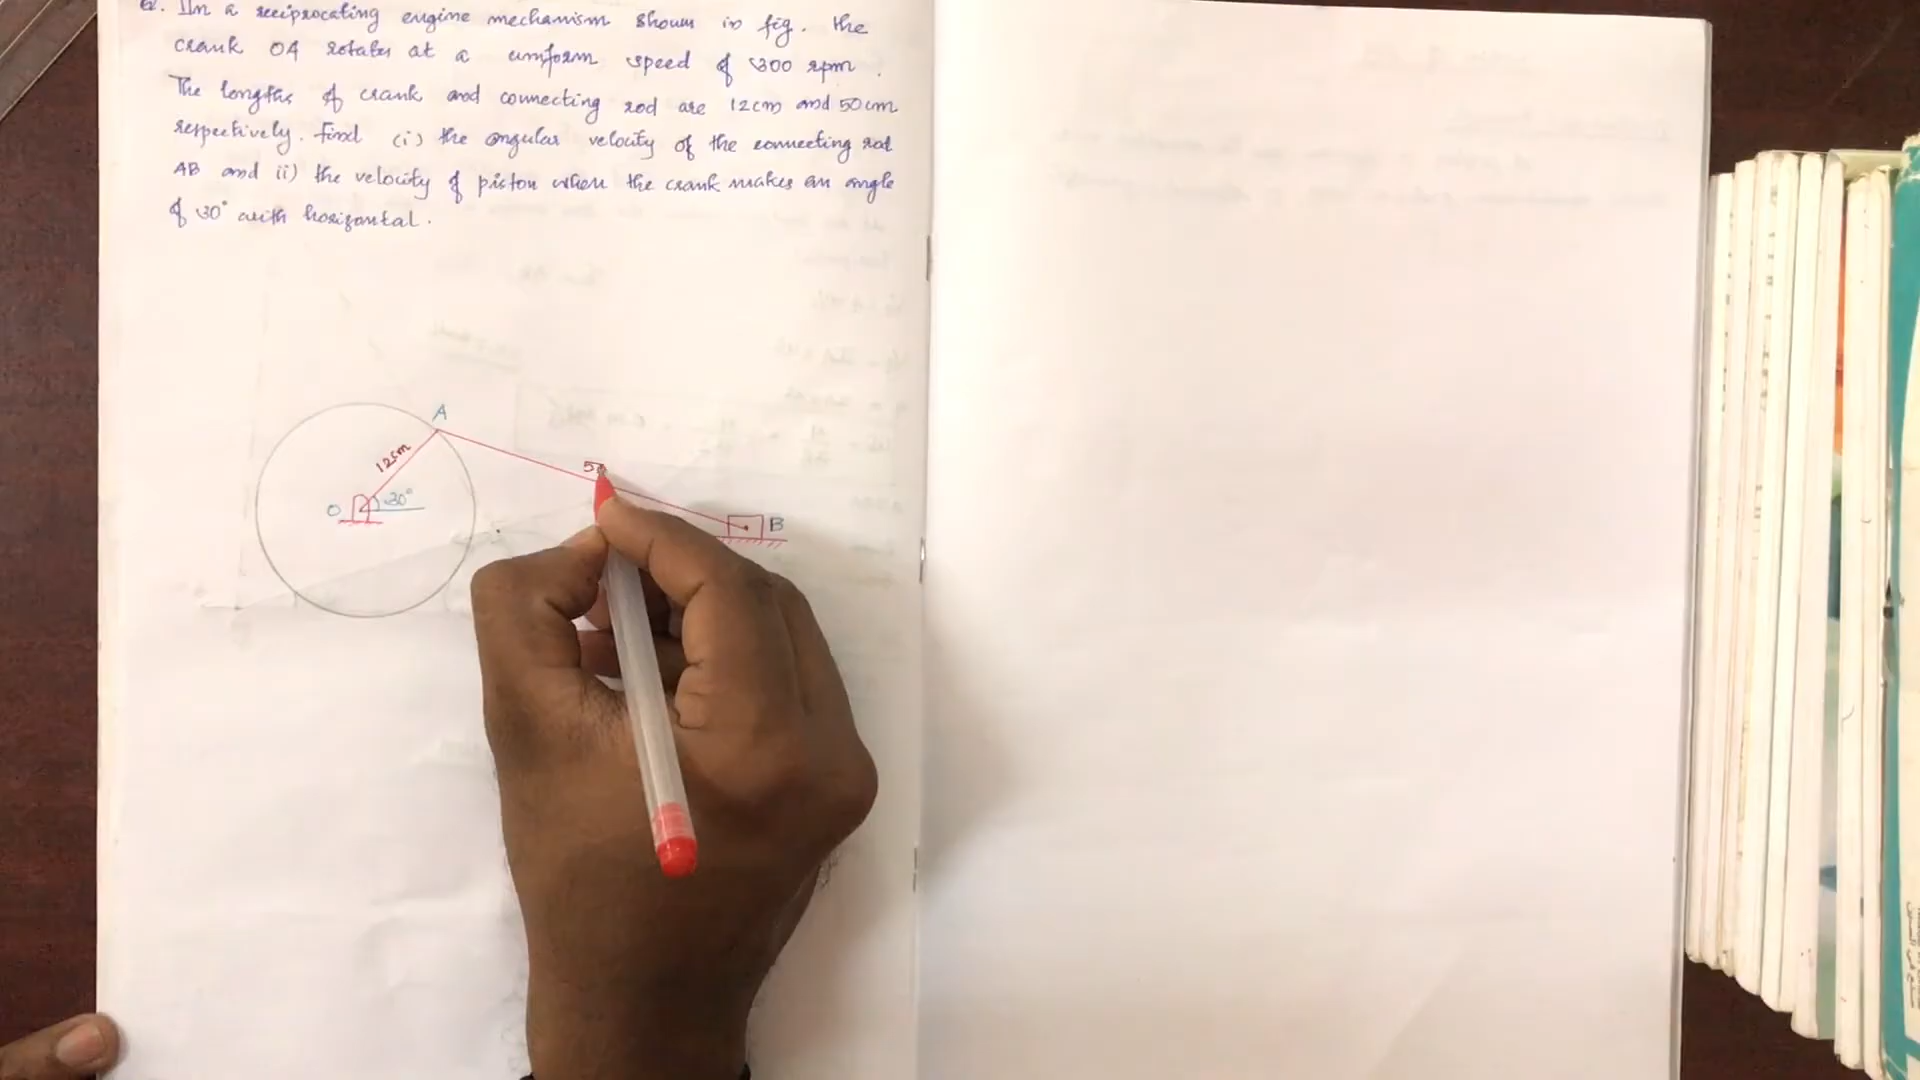 Q. In a reciprocating engine mechanism shown in fig. the
crank OA rotates at a uniform speed of 300 rpm.
The lengths of crank and connecting rod are 12cm and 50cm
respectively. Find (i) the angular velocity of the connecting rod
AB and ii) the velocity of piston when the crank makes an angle
of 30° with horizontal.
A
12cm
50
O
30°
B